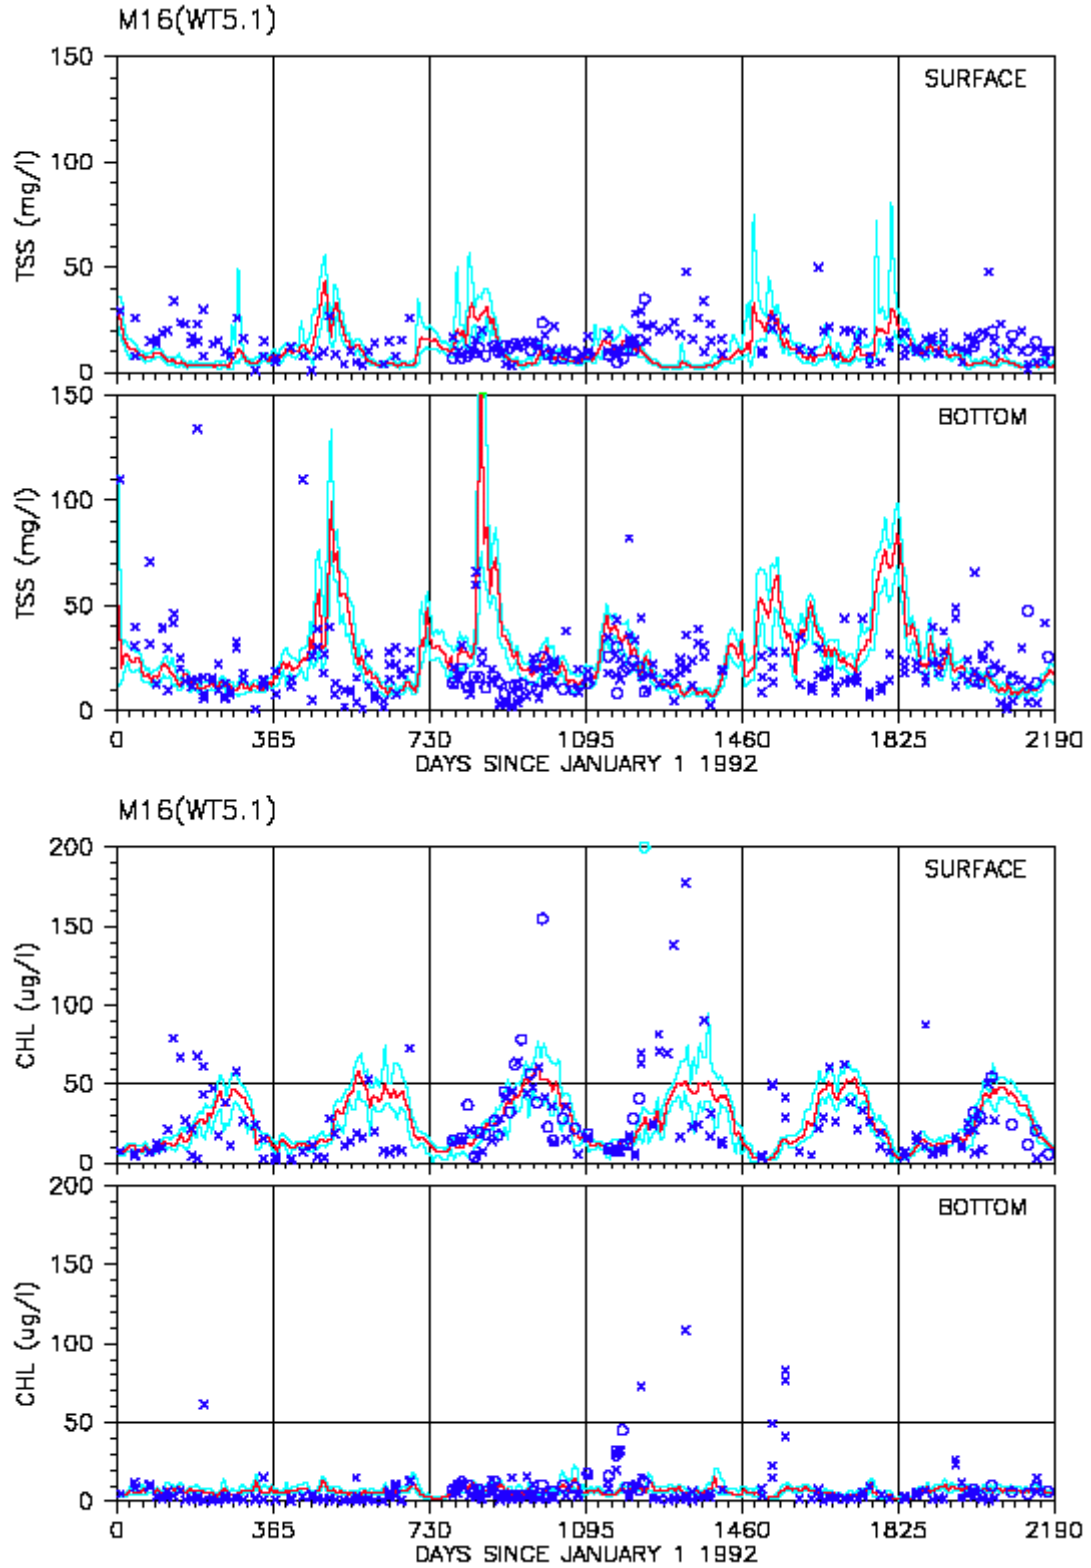 M16(WT5.1)
150
SURFACE
100
TSS (mg/l)
50
0
150
BOTTOM
100
TSS (mg/l)
50
0
0 365 730 1095 1460 1825 2190
DAYS SINCE JANUARY 1 1992
M16(WT5.1)
200
SURFACE
150
CHL (ug/l)
100
50
0
200
BOTTOM
150
CHL (ug/l)
100
50
0
0 365 730 1095 1460 1825 2190
DAYS SINCE JANUARY 1 1992